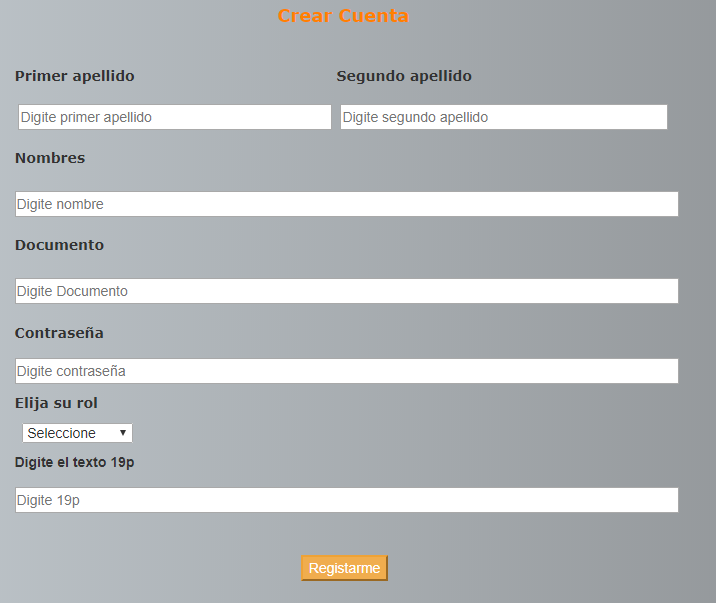 Crear Cuenta
Primer apellido Segundo apellido
Digite primer apellido Digite segundo apellido
Nombres
Digite nombre
Documento
Digite Documento
Contraseña
Digite contraseña
Elija su rol
Seleccione
Digite el texto 19p
Digite 19p
Registarme